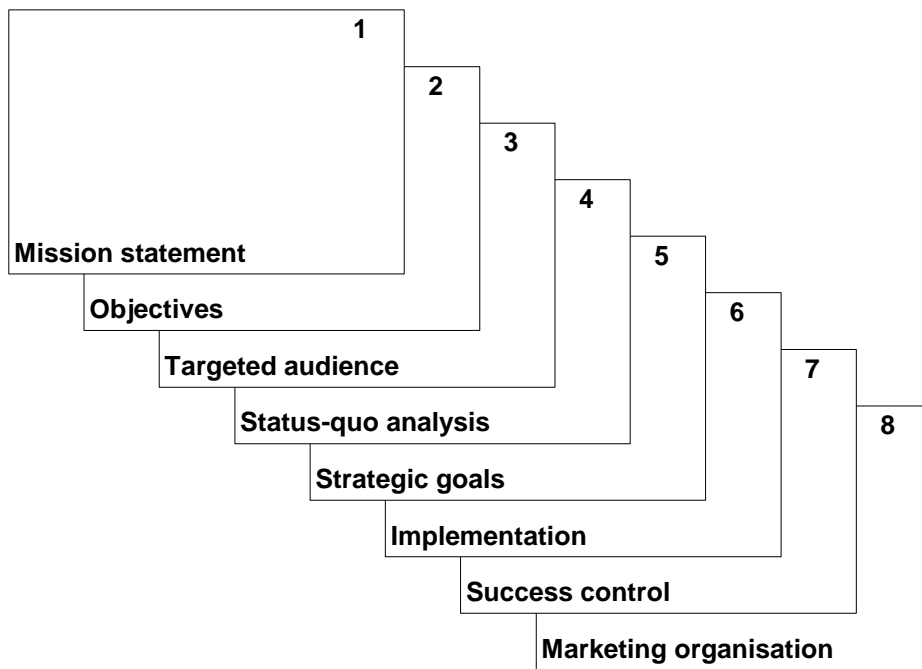 1
2
3
4
Mission statement
5
Objectives
6
Targeted audience
7
Status-quo analysis
8
Strategic goals
Implementation
Success control
Marketing organisation